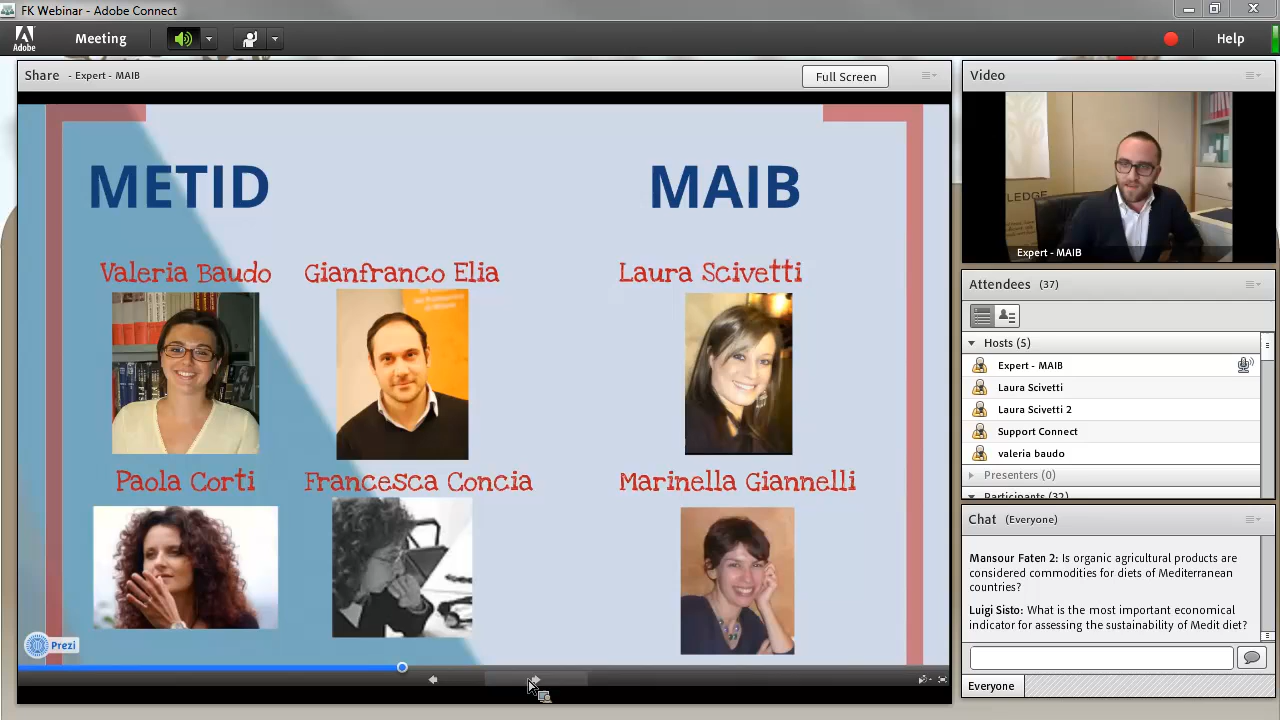 FK Webinar - Adobe Connect
Adobe
Meeting
Help
Share - Expert - MAIB
Full Screen
METID
MAIB
Valeria Baudo
Gianfranco Elia
Laura Scivetti
Paola Corti
Francesca Concia
Marinella Giannelli
Prezi
Video
LEDGE
Expert - MAIB
Attendees (37)
Hosts (5)
Expert - MAIB
Laura Scivetti
Laura Scivetti 2
Support Connect
valeria baudo
Presenters (0)
Participants (32)
Chat (Everyone)
Mansour Faten 2: Is organic agricultural products are
considered commodities for diets of Mediterranean
countries?
Luigi Sisto: What is the most important economical
indicator for assessing the sustainability of Medit diet?
Everyone